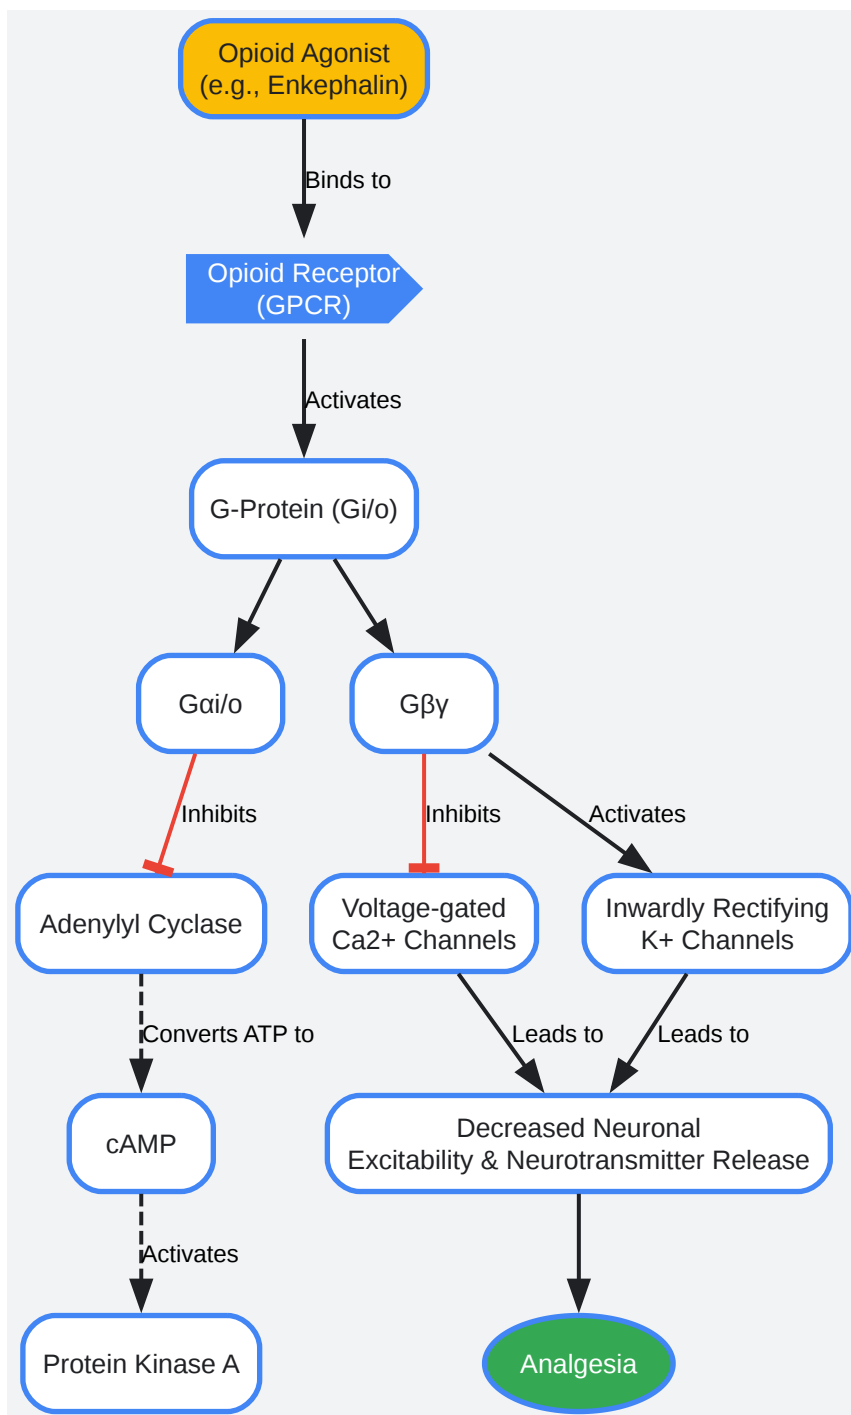 Opioid Agonist
(e.g., Enkephalin)
Binds to
Opioid Receptor
(GPCR)
Activates
G-Protein (Gi/o)
Gαi/o
Gβγ
Inhibits
Inhibits
Activates
Adenylyl Cyclase
Voltage-gated
Ca2+ Channels
Inwardly Rectifying
K+ Channels
Converts ATP to
Leads to
Leads to
cAMP
Decreased Neuronal
Excitability & Neurotransmitter Release
Activates
Protein Kinase A
Analgesia